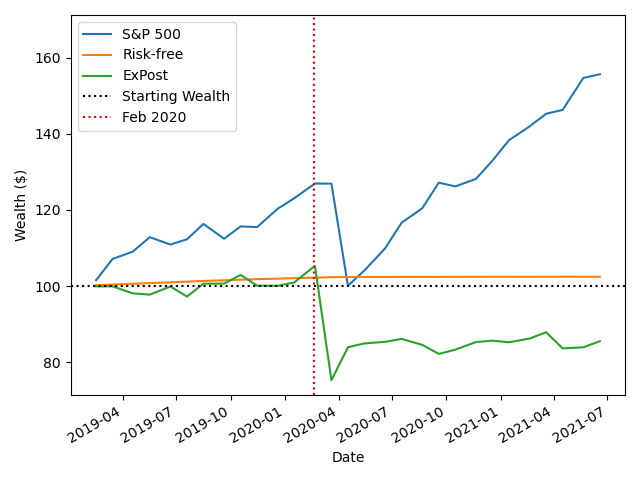 S&P 500
Risk-free
ExPost
Starting Wealth
Feb 2020
Wealth ($)
160
140
120
100
80
2019-04
2019-07
2019-10
2020-01
2020-04
2020-07
2020-10
2021-01
2021-04
2021-07
Date